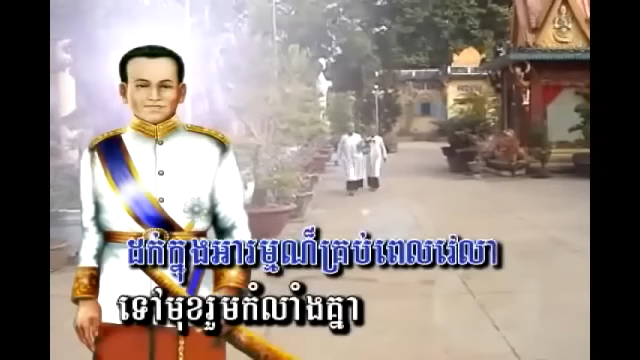 ដក់ក្នុងអារម្មណ៍គ្រប់ពេលវេលា
ទៅមុខរួមកំលាំងគ្នា